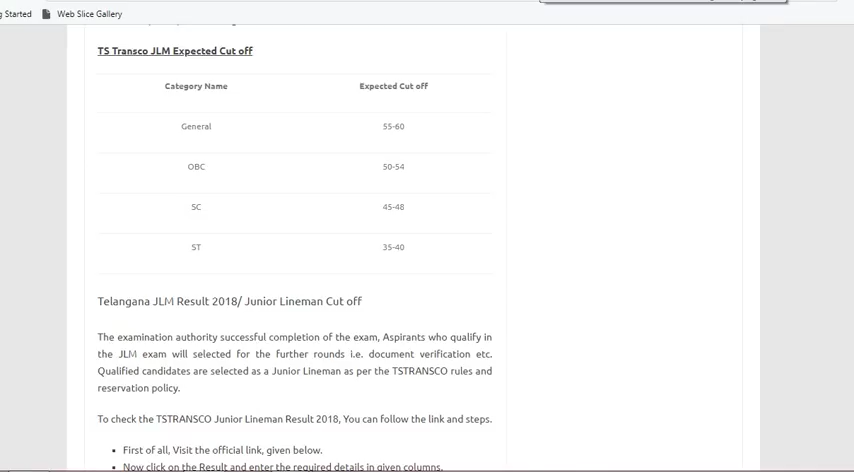 g Started Web Slice Gallery
TS Transco JLM Expected Cut off
Category Name Expected Cut off
General 55-60
OBC 50-54
SC 45-48
ST 35-40
Telangana JLM Result 2018/ Junior Lineman Cut off
The examination authority successful completion of the exam, Aspirants who qualify in
the JLM exam will selected for the further rounds i.e. document verification etc.
Qualified candidates are selected as a Junior Lineman as per the TSTRANSCO rules and
reservation policy.
To check the TSTRANSCO Junior Lineman Result 2018, You can follow the link and steps.
First of all, Visit the official link, given below.
Now click on the Result and enter the required details in given columns.